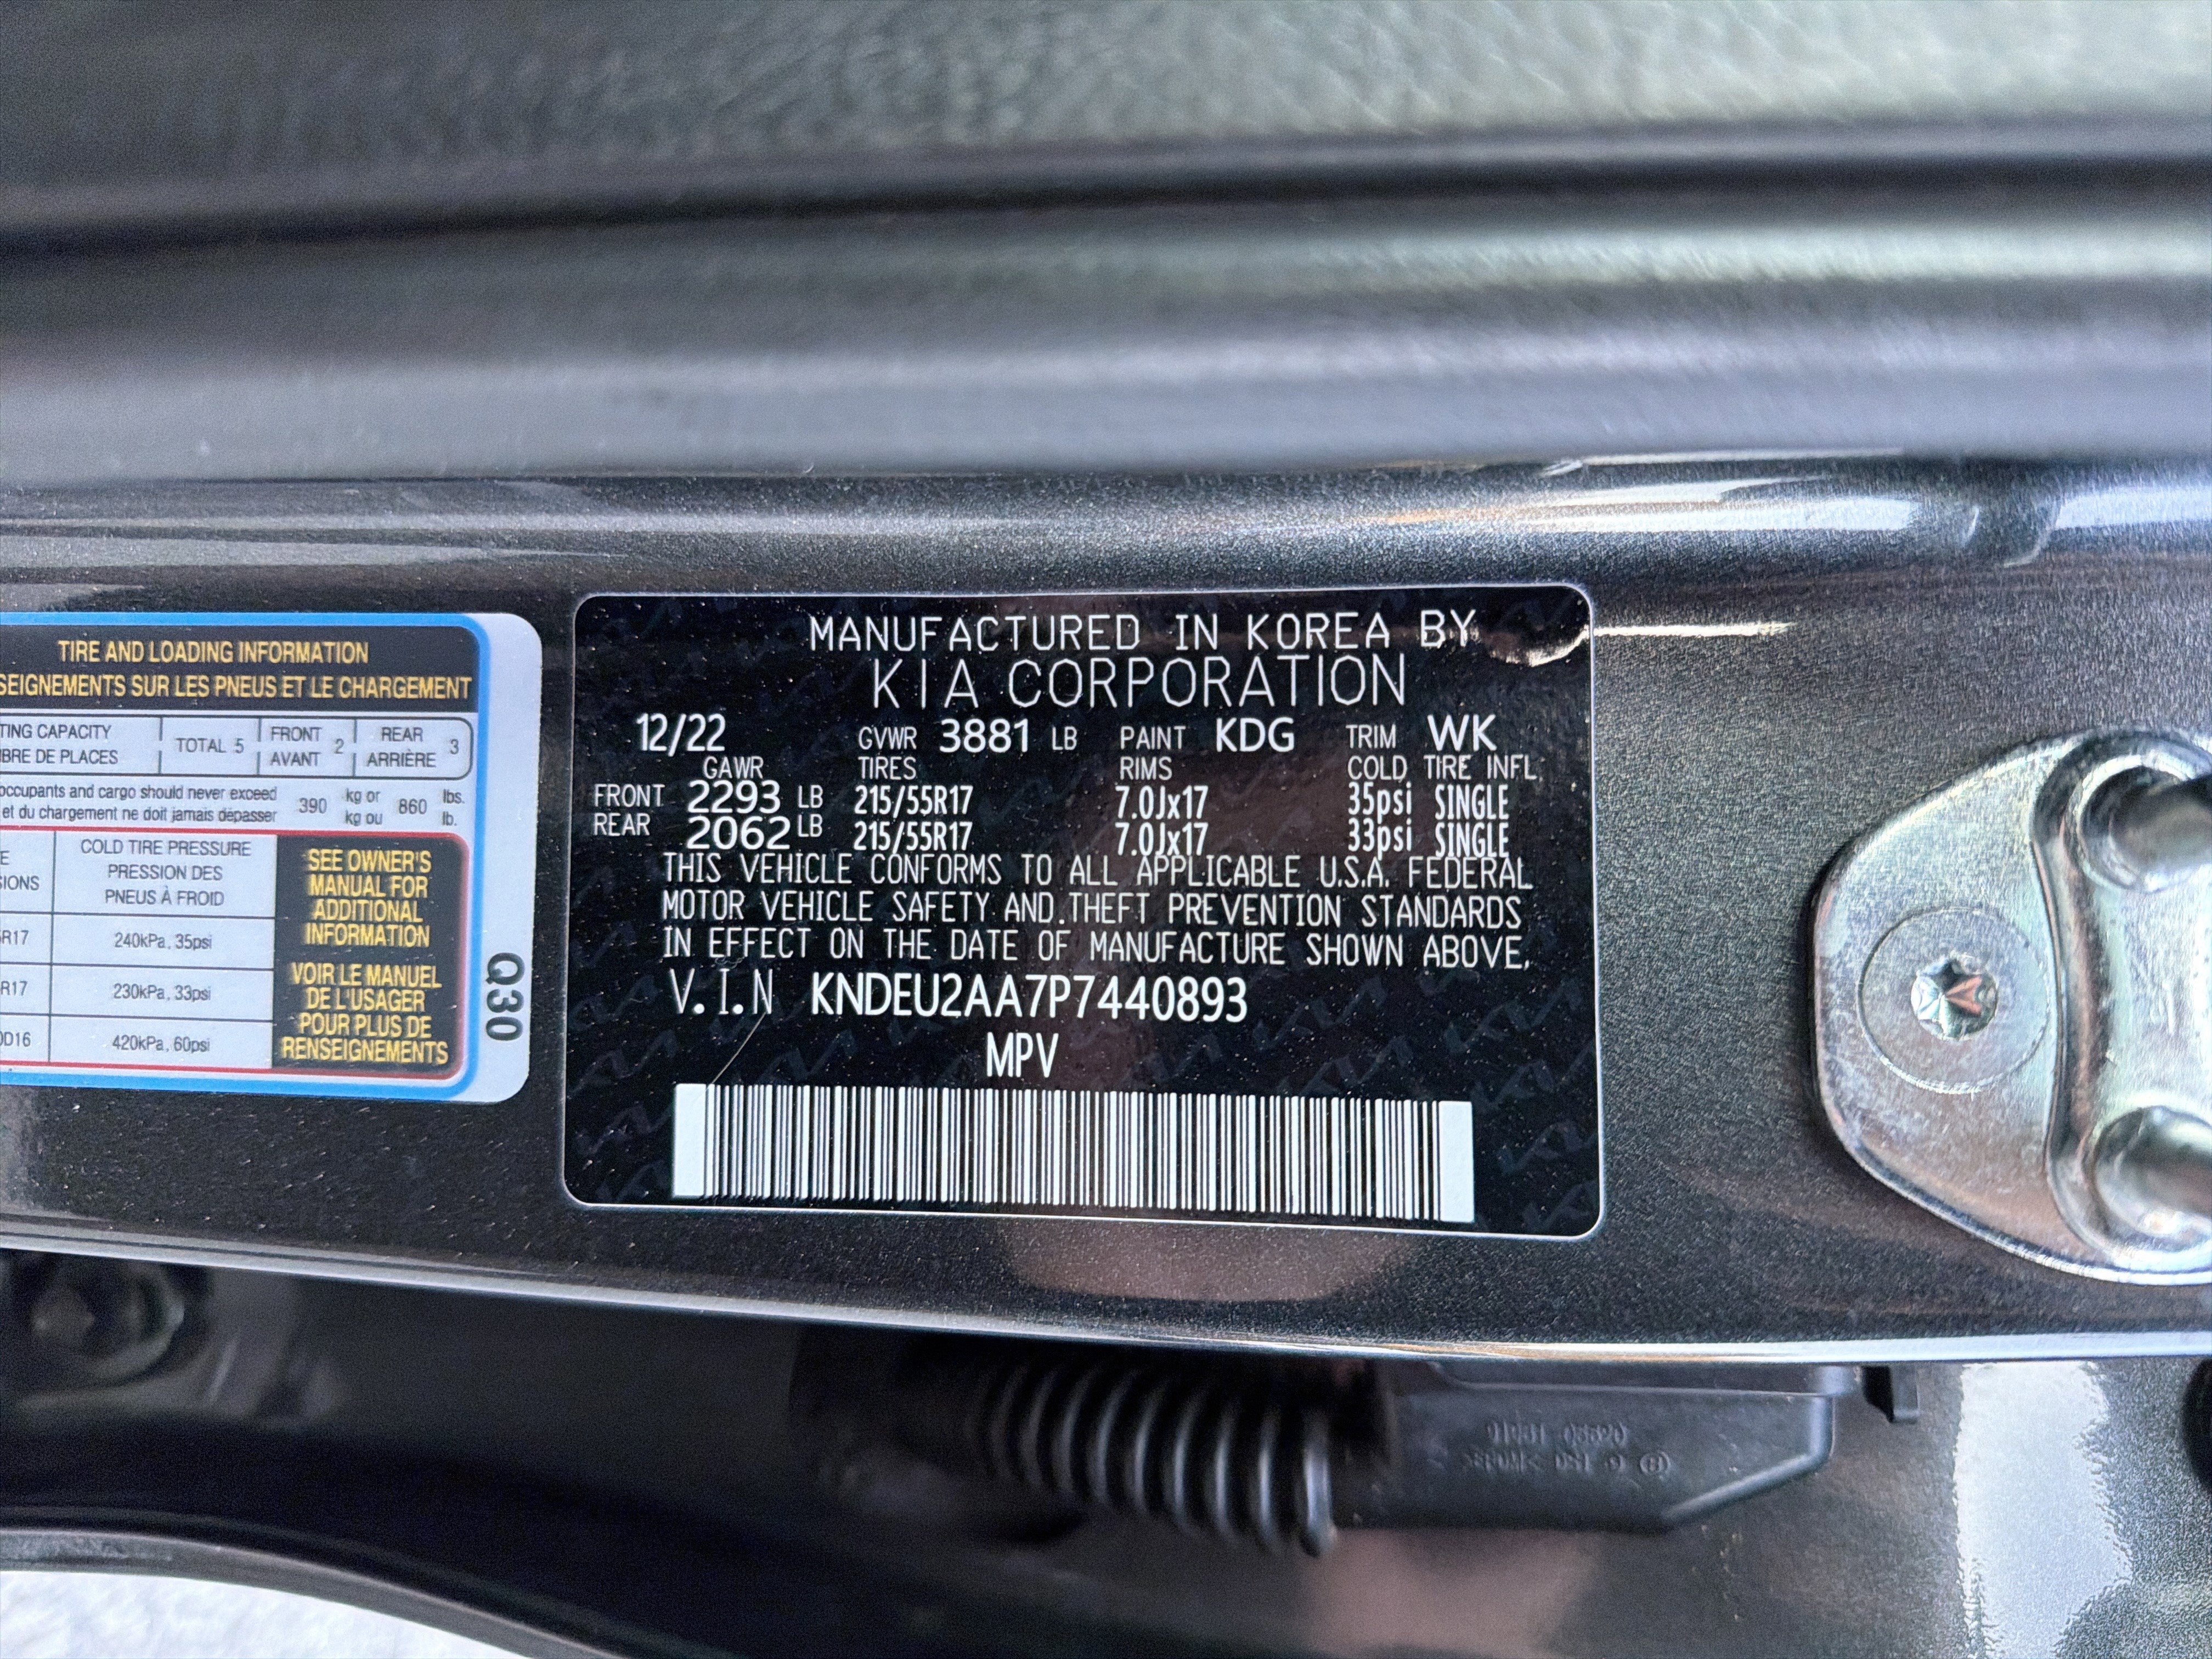 TIRE AND LOADING INFORMATION
SEIGNEMENTS SUR LES PNEUS ET LE CHARGEMENT
TING CAPACITY
BRE DE PLACES
TOTAL 5
FRONT
AVANT 2
REAR
ARRIÈRE 3
occupants and cargo should never exceed
et du chargement ne doit jamais dépasser
390 kg or
kg ou
860 lbs.
lb.
E
IONS
COLD TIRE PRESSURE
PRESSION DES
PNEUS À FROID
R17 240kPa, 35psi
R17 230kPa, 33psi
D16 420kPa, 60psi
SEE OWNER'S
MANUAL FOR
ADDITIONAL
INFORMATION
VOIR LE MANUEL
DE L'USAGER
POUR PLUS DE
RENSEIGNEMENTS
Q30
MANUFACTURED IN KOREA BY
KIA CORPORATION
12/22 GVWR 3881 LB PAINT KDG TRIM WK
GAWR TIRES RIMS COLD TIRE INFL
FRONT 2293 LB 215/55R17 7.0Jx17 35psi SINGLE
REAR 2062 LB 215/55R17 7.0Jx17 33psi SINGLE
THIS VEHICLE CONFORMS TO ALL APPLICABLE U.S.A. FEDERAL
MOTOR VEHICLE SAFETY AND THEFT PREVENTION STANDARDS
IN EFFECT ON THE DATE OF MANUFACTURE SHOWN ABOVE.
V.I.N KNDEU2AA7P7440893
MPV